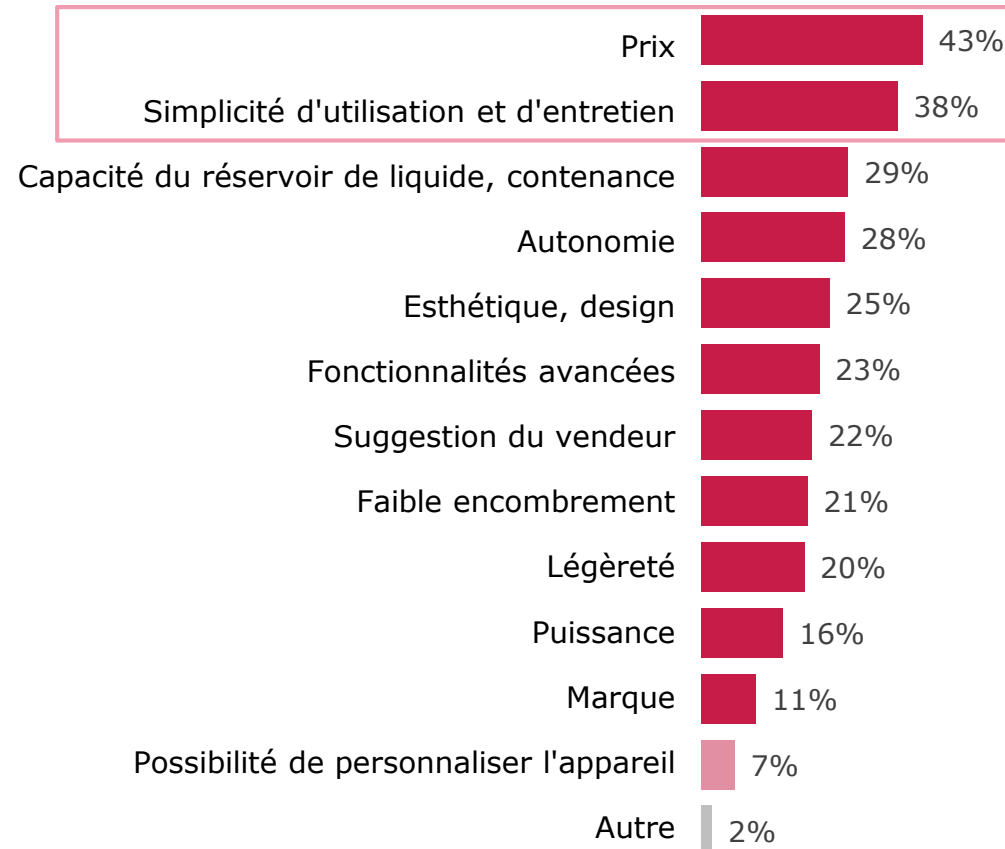 Prix 43%
Simplicité d'utilisation et d'entretien 38%
Capacité du réservoir de liquide, contenance 29%
Autonomie 28%
Esthétique, design 25%
Fonctionnalités avancées 23%
Suggestion du vendeur 22%
Faible encombrement 21%
Légèreté 20%
Puissance 16%
Marque 11%
Possibilité de personnaliser l'appareil 7%
Autre 2%